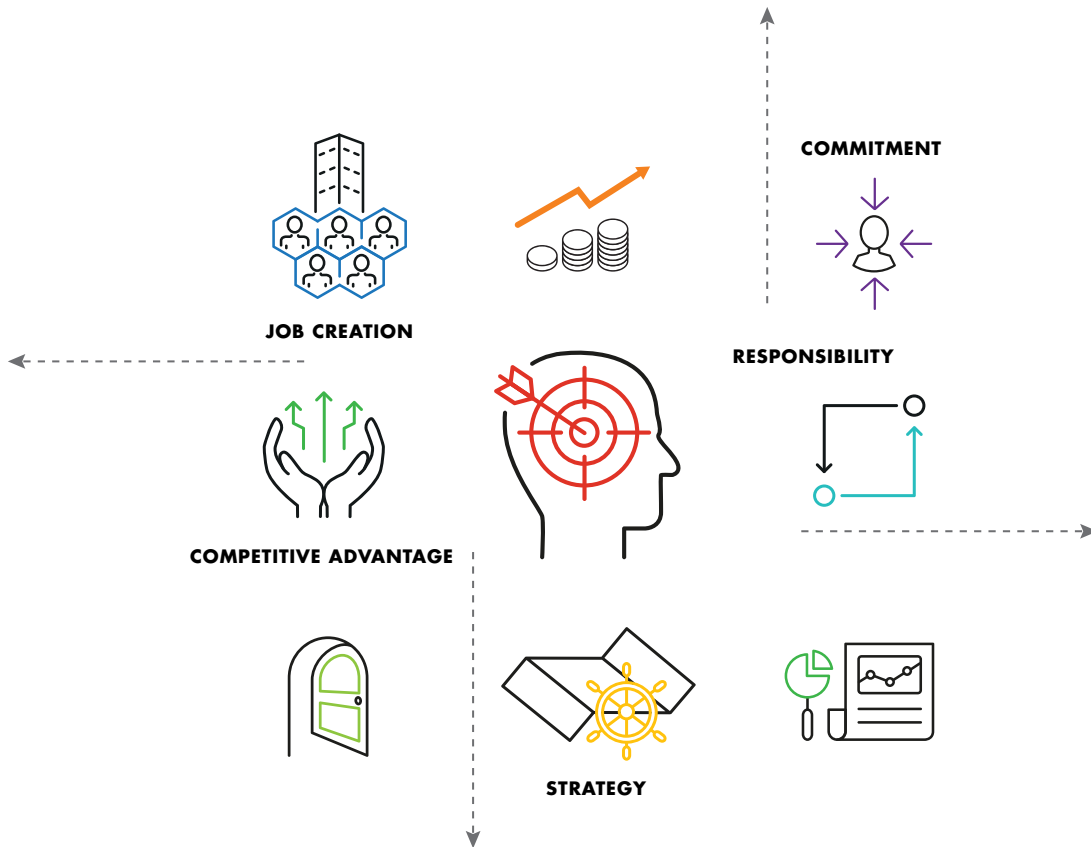 COMMITMENT
JOB CREATION
RESPONSIBILITY
COMPETITIVE ADVANTAGE
STRATEGY